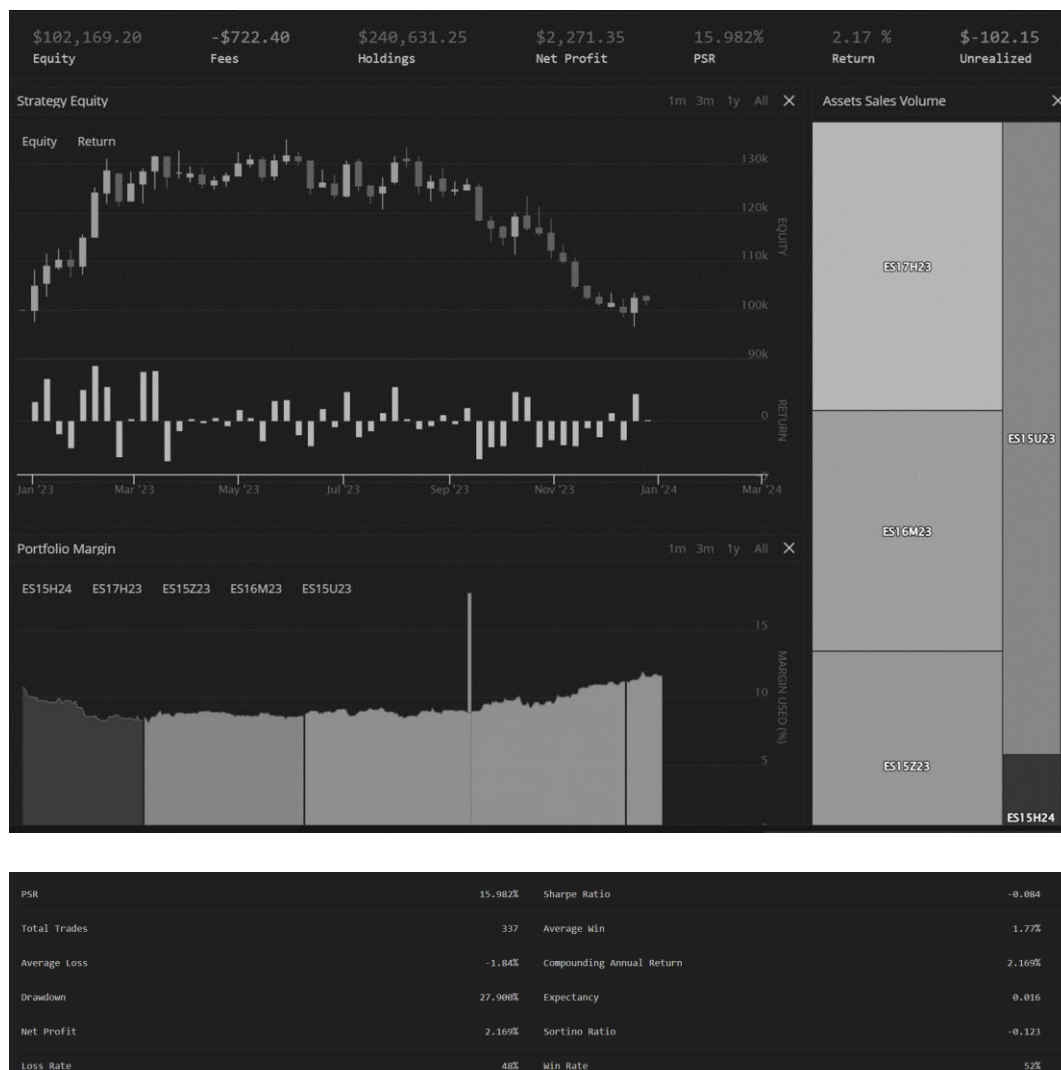 $102,169.20 -$722.40 $240,631.25 $2,271.35 15.982% 2.17 % $-102.15
Equity Fees Holdings Net Profit PSR Return Unrealized
Strategy Equity 1m 3m 1y All ✕
Equity Return
130k
120k
110k
100k
90k
EQUITY
0
RETURN
Jan '23 Mar '23 May '23 Jul '23 Sep '23 Nov '23 Jan '24 Mar '24
Portfolio Margin 1m 3m 1y All ✕
ES15H24 ES17H23 ES15Z23 ES16M23 ES15U23
15
10
5
MARGIN USED (%)
Assets Sales Volume ✕
ES17H23
ES15U23
ES16M23
ES15Z23
ES15H24
PSR 15.982% Sharpe Ratio -0.084
Total Trades 337 Average Win 1.77%
Average Loss -1.84% Compounding Annual Return 2.169%
Drawdown 27.900% Expectancy 0.016
Net Profit 2.169% Sortino Ratio -0.123
Loss Rate 48% Win Rate 52%